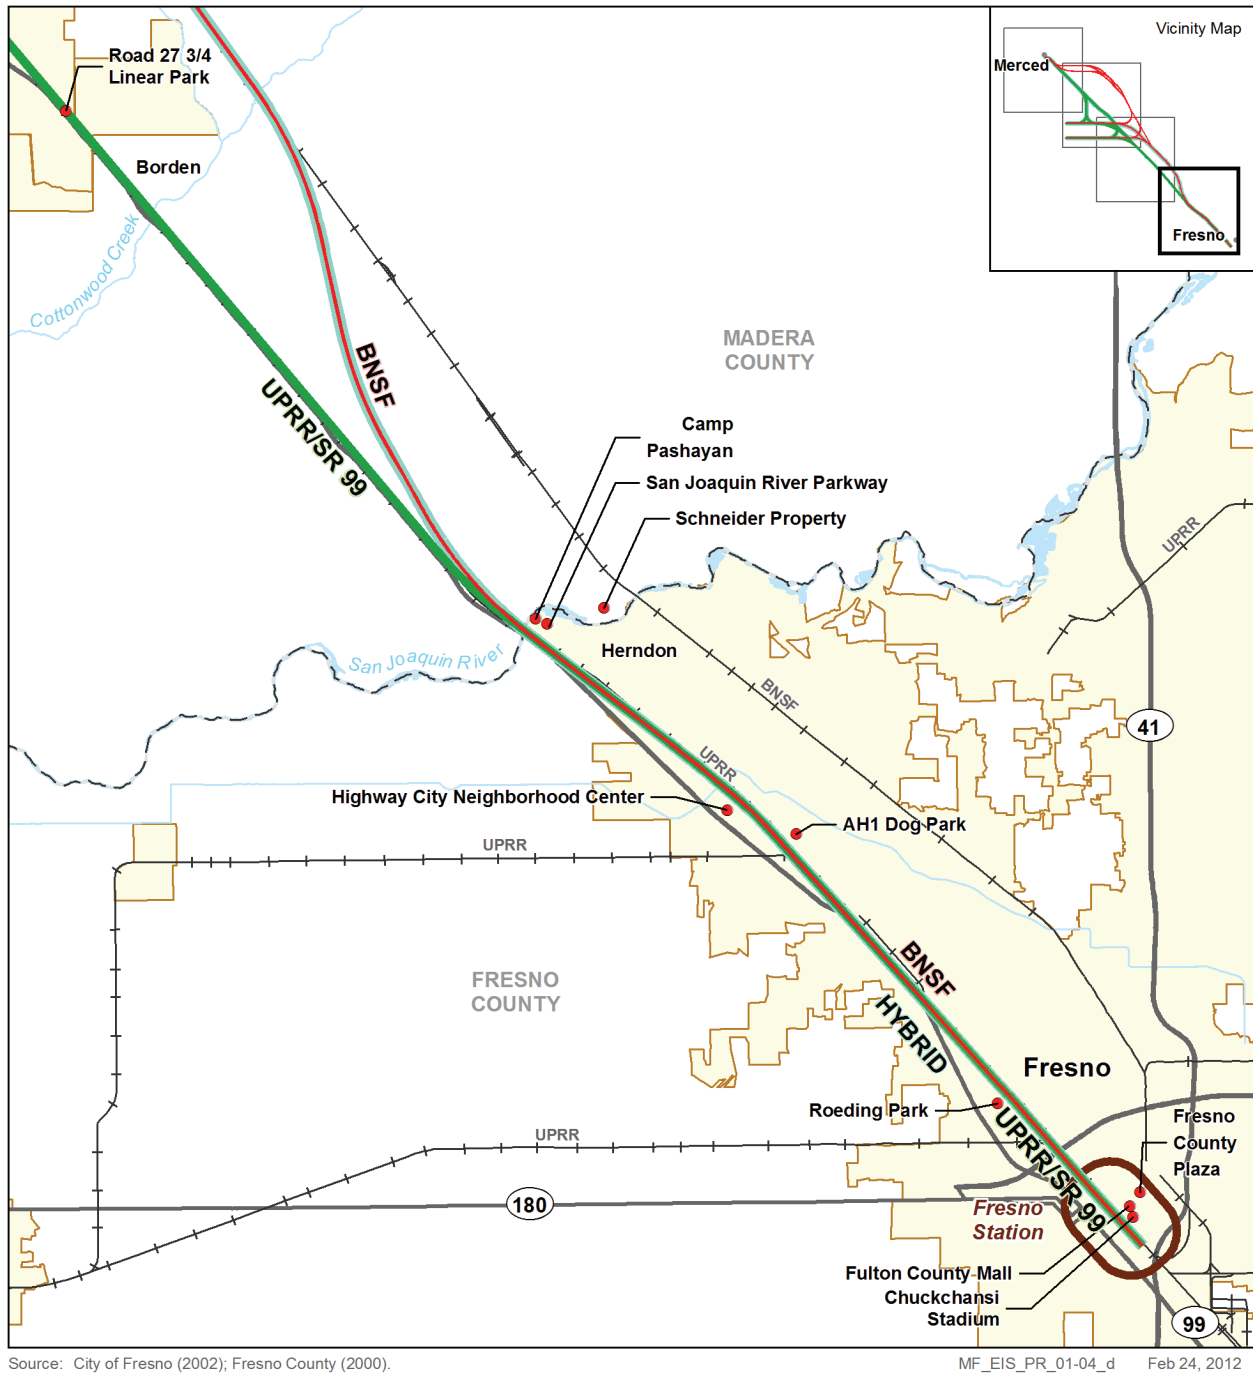 Vicinity Map
Merced
Fresno
Road 27 3/4
Linear Park
Borden
Cottonwood Creek
MADERA
COUNTY
BNSF
UPRR/SR 99
Camp
Pashayan
San Joaquin River Parkway
Schneider Property
UPRR
San Joaquin River
Herndon
BNSF
41
UPRR
Highway City Neighborhood Center
AH1 Dog Park
UPRR
FRESNO
COUNTY
BNSF
HYBRID
Fresno
Roeding Park
UPRR/SR 99
Fresno
County
Plaza
UPRR
180
Fresno
Station
Fulton County Mall
Chuckchansi
Stadium
99
Source: City of Fresno (2002); Fresno County (2000).
MF_EIS_PR_01-04_d Feb 24, 2012